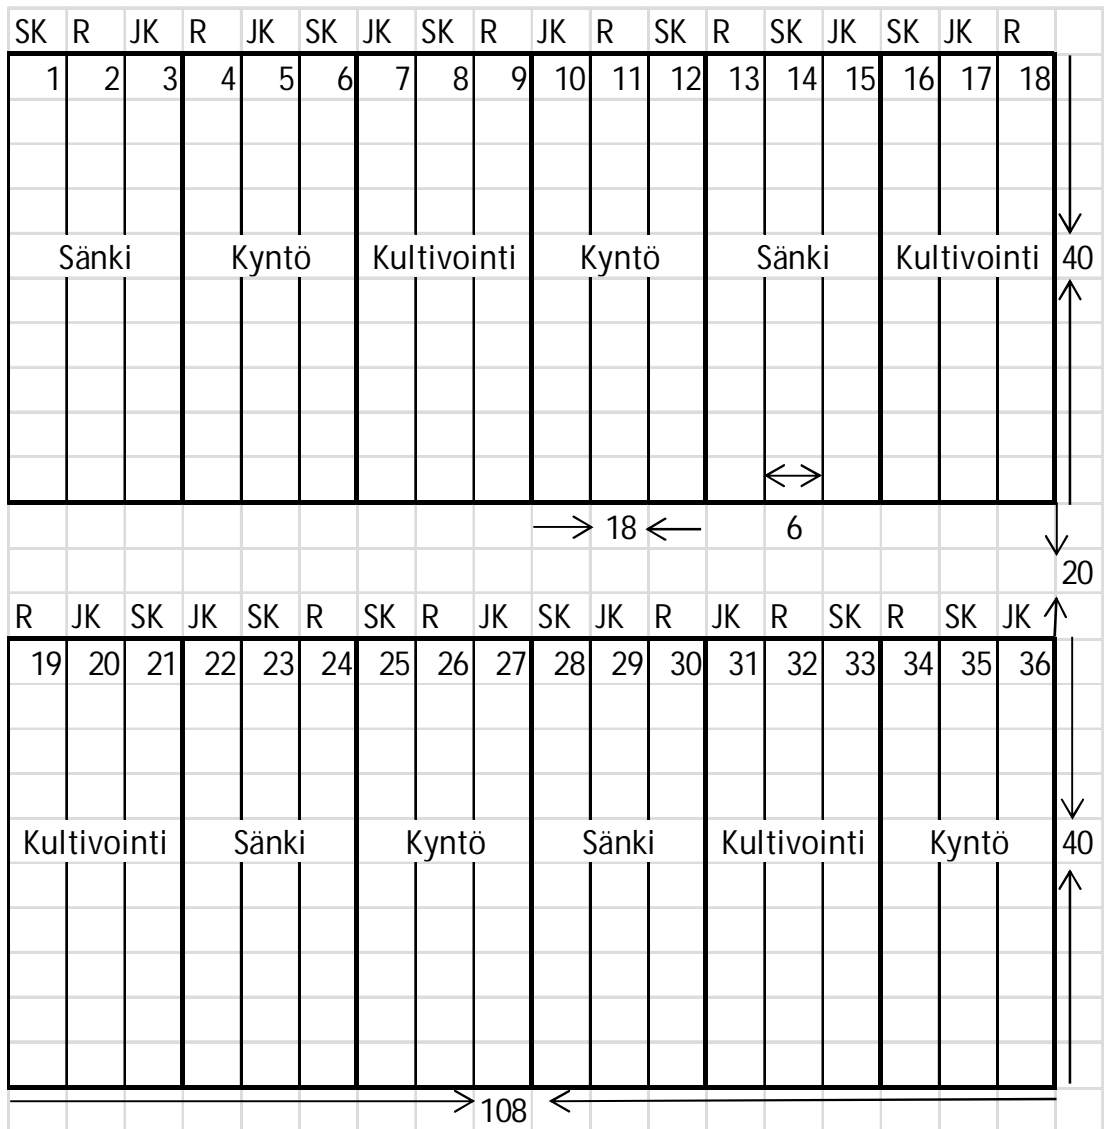 SK R JK R JK SK JK SK R JK R SK R SK JK SK JK R
1 2 3 4 5 6 7 8 9 10 11 12 13 14 15 16 17 18
Sänki Kyntö Kultivointi Kyntö Sänki Kultivointi 40
18 6
20
R JK SK JK SK R SK R JK SK JK R JK R SK R SK JK
19 20 21 22 23 24 25 26 27 28 29 30 31 32 33 34 35 36
Kultivointi Sänki Kyntö Sänki Kultivointi Kyntö 40
108